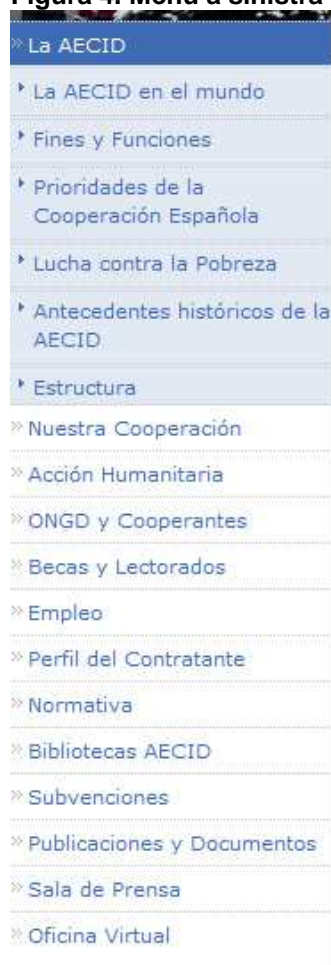 Figura 4. Menù a sinistra
» La AECID
La AECID en el mundo
Fines y Funciones
Prioridades de la
Cooperación Española
Lucha contra la Pobreza
Antecedentes históricos de la
AECID
Estructura
» Nuestra Cooperación
» Acción Humanitaria
» ONGD y Cooperantes
» Becas y Lectorados
» Empleo
» Perfil del Contratante
» Normativa
» Bibliotecas AECID
» Subvenciones
» Publicaciones y Documentos
» Sala de Prensa
» Oficina Virtual